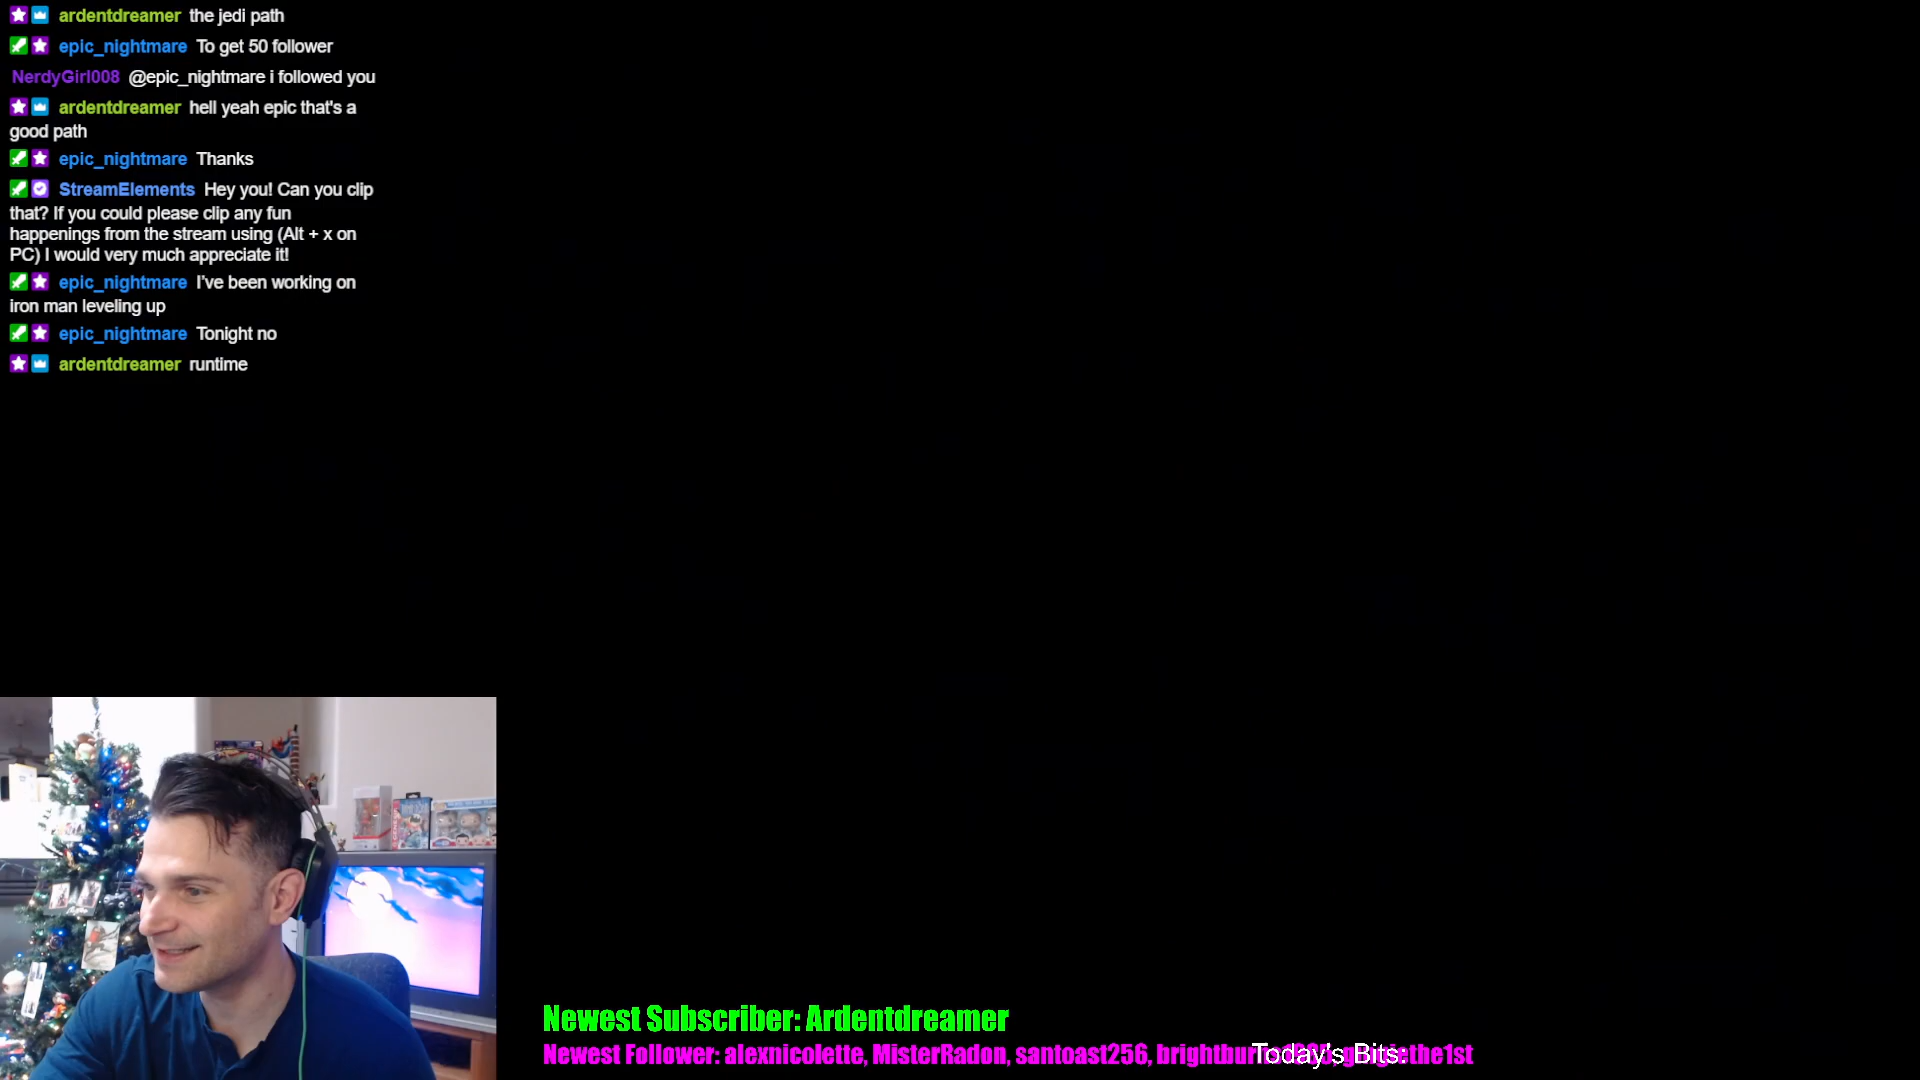 ardentdreamer the jedi path
epic_nightmare To get 50 follower
NerdyGirl008 @epic_nightmare i followed you
ardentdreamer hell yeah epic that's a
good path
epic_nightmare Thanks
StreamElements Hey you! Can you clip
that? If you could please clip any fun
happenings from the stream using (Alt + x on
PC) I would very much appreciate it!
epic_nightmare I've been working on
iron man leveling up
epic_nightmare Tonight no
ardentdreamer runtime
Newest Subscriber: Ardentdreamer
Newest Follower: alexnicolette, MisterRadon, santoast256,
Today's Bits: